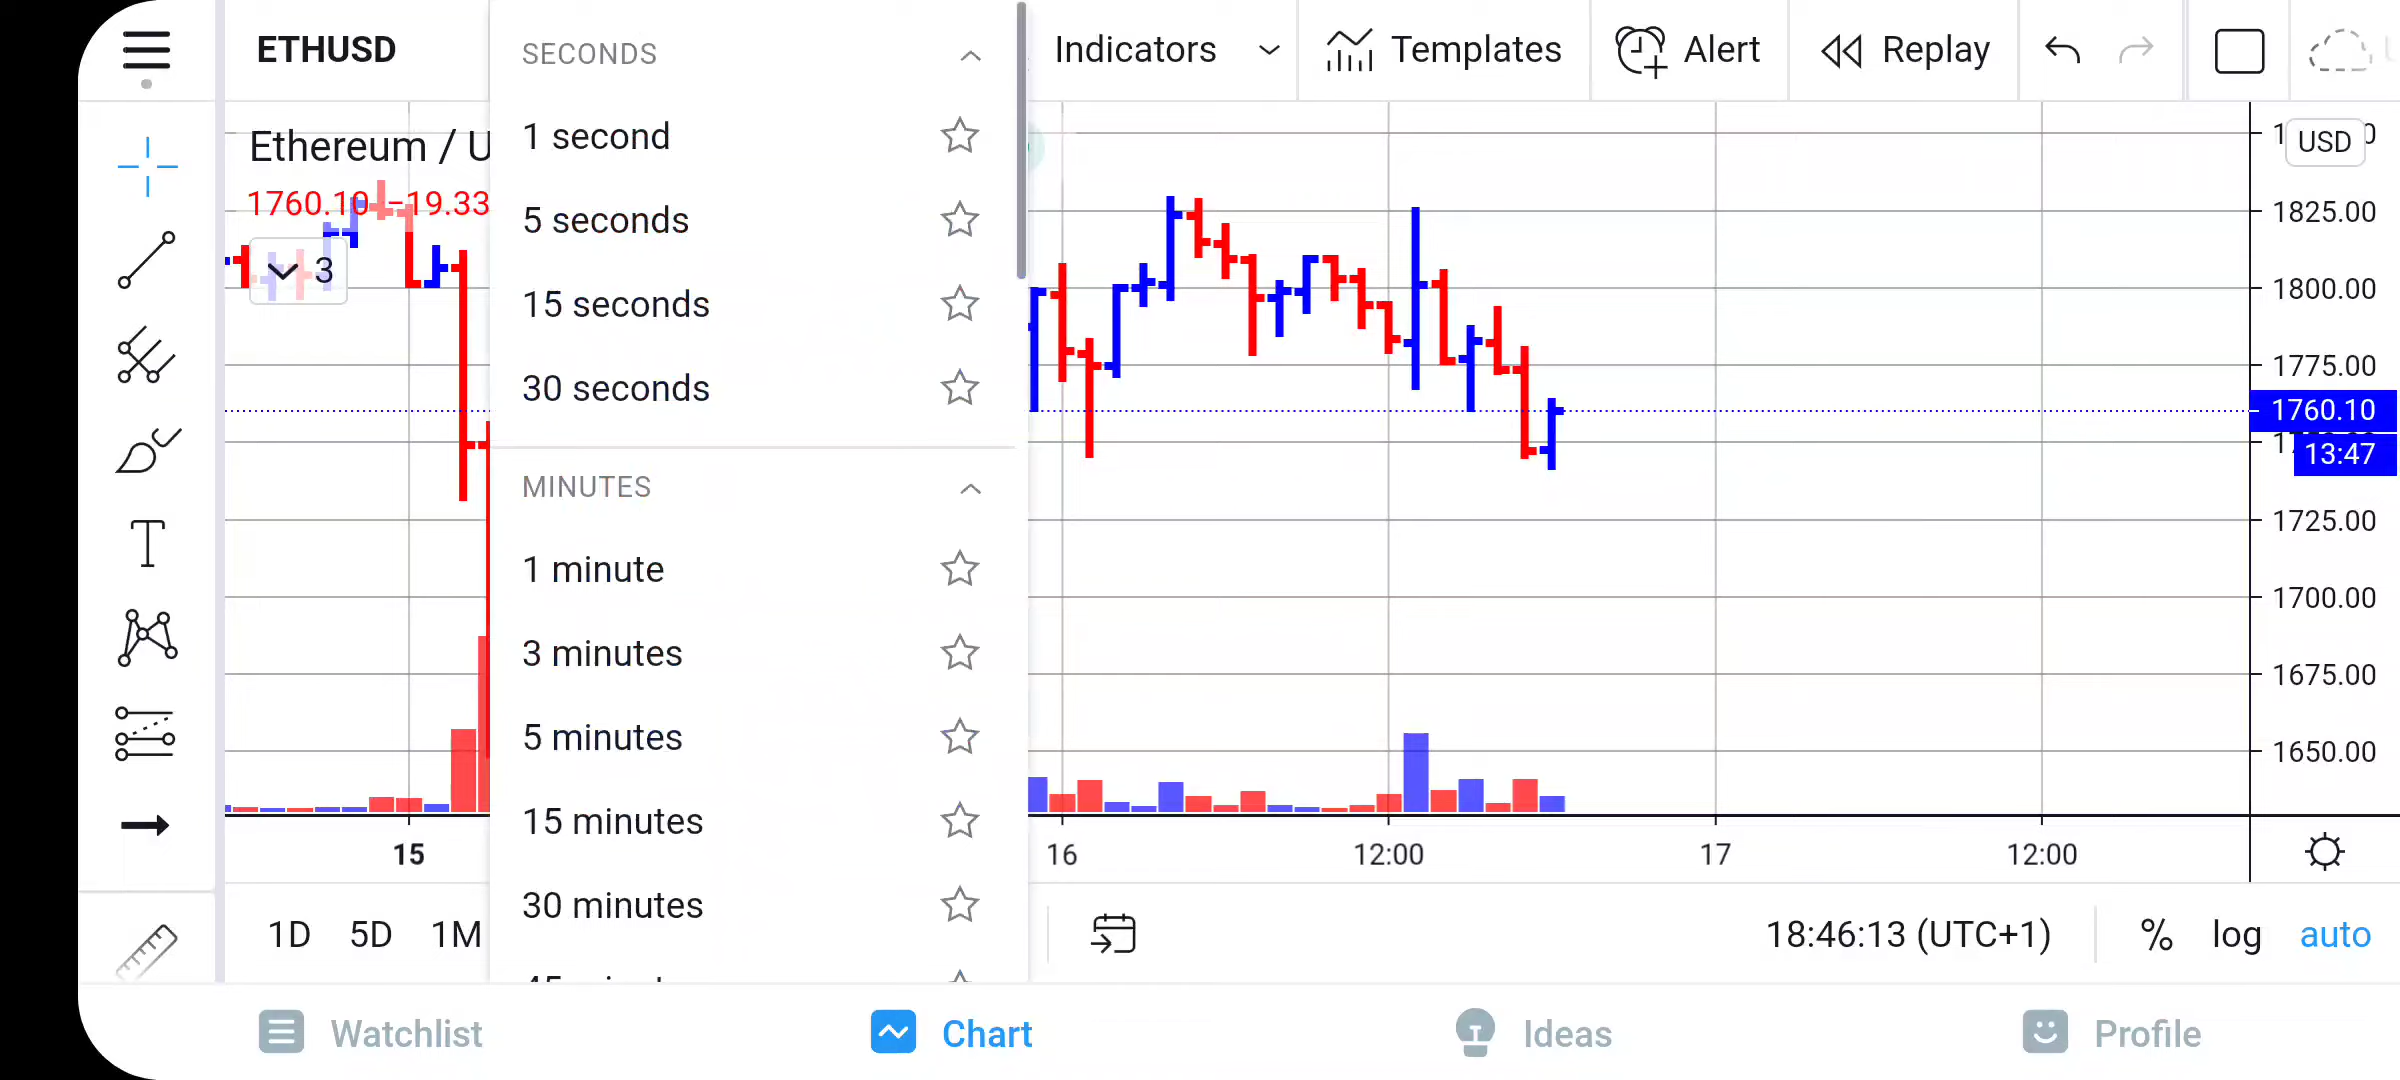 ETHUSD
SECONDS
Indicators
Templates
Alert
Replay
Ethereum / U
1760.10 −19.33
3
1 second
5 seconds
15 seconds
30 seconds
MINUTES
1 minute
3 minutes
5 minutes
15 minutes
30 minutes
USD
1825.00
1800.00
1775.00
1760.10
13:47
1725.00
1700.00
1675.00
1650.00
15
16
12:00
17
12:00
1D 5D 1M
18:46:13 (UTC+1)
% log auto
Watchlist
Chart
Ideas
Profile